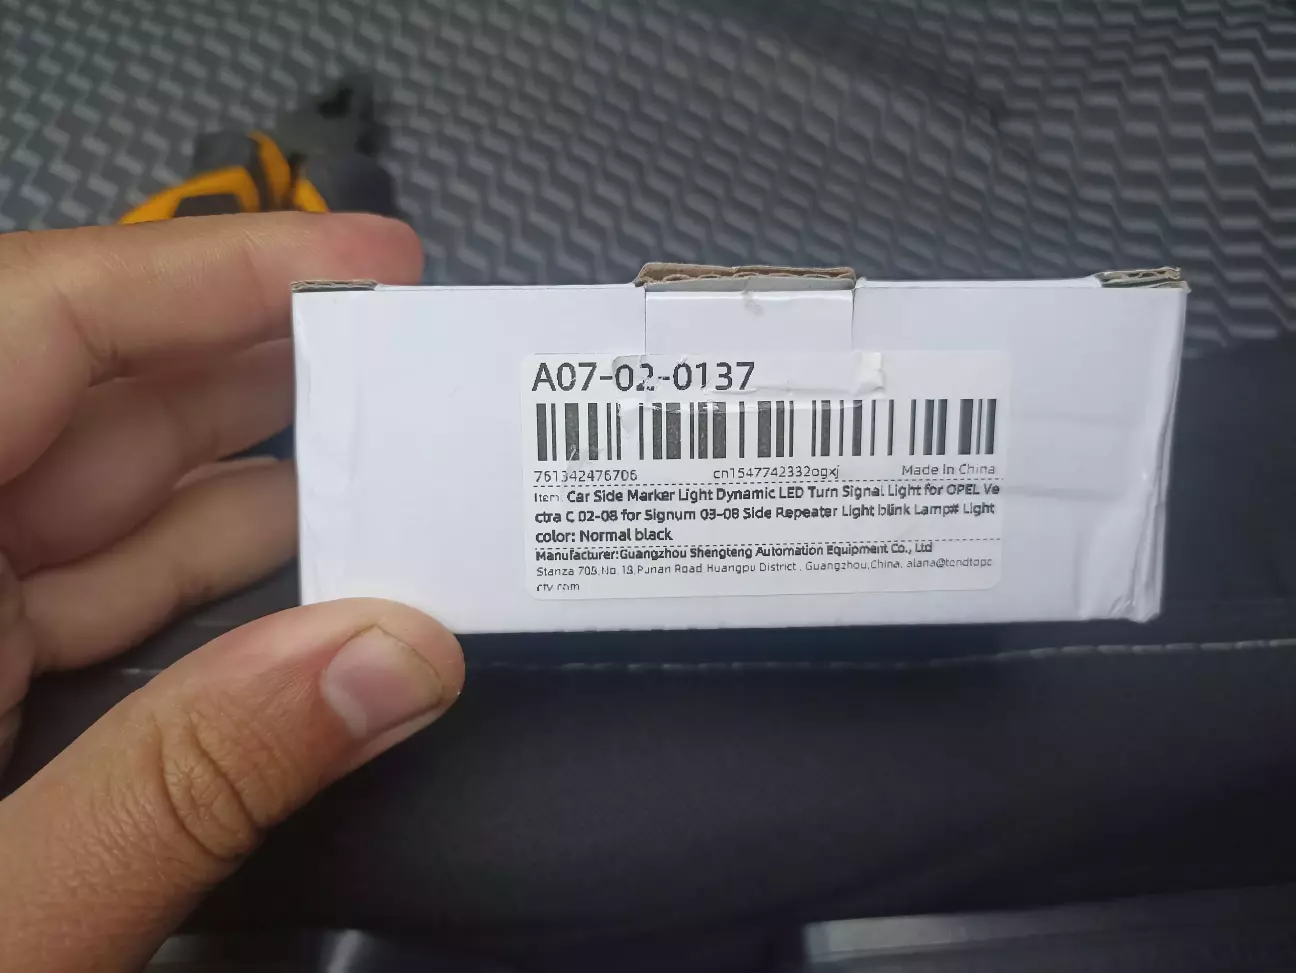 A07-02-0137
761342476706 cn1547742332ogxj Made In China
Item: Car Side Marker Light Dynamic LED Turn Signal Light for OPEL Ve
ctra C 02-08 for Signum 03-08 Side Repeater Light blink Lamp# Light
color: Normal black
Manufacturer:Guangzhou Shengteng Automation Equipment Co., Ltd
Stanza 705,No. 18,Punan Road Huangpu District , Guangzhou,China, alana@tendtopc
ctv.com